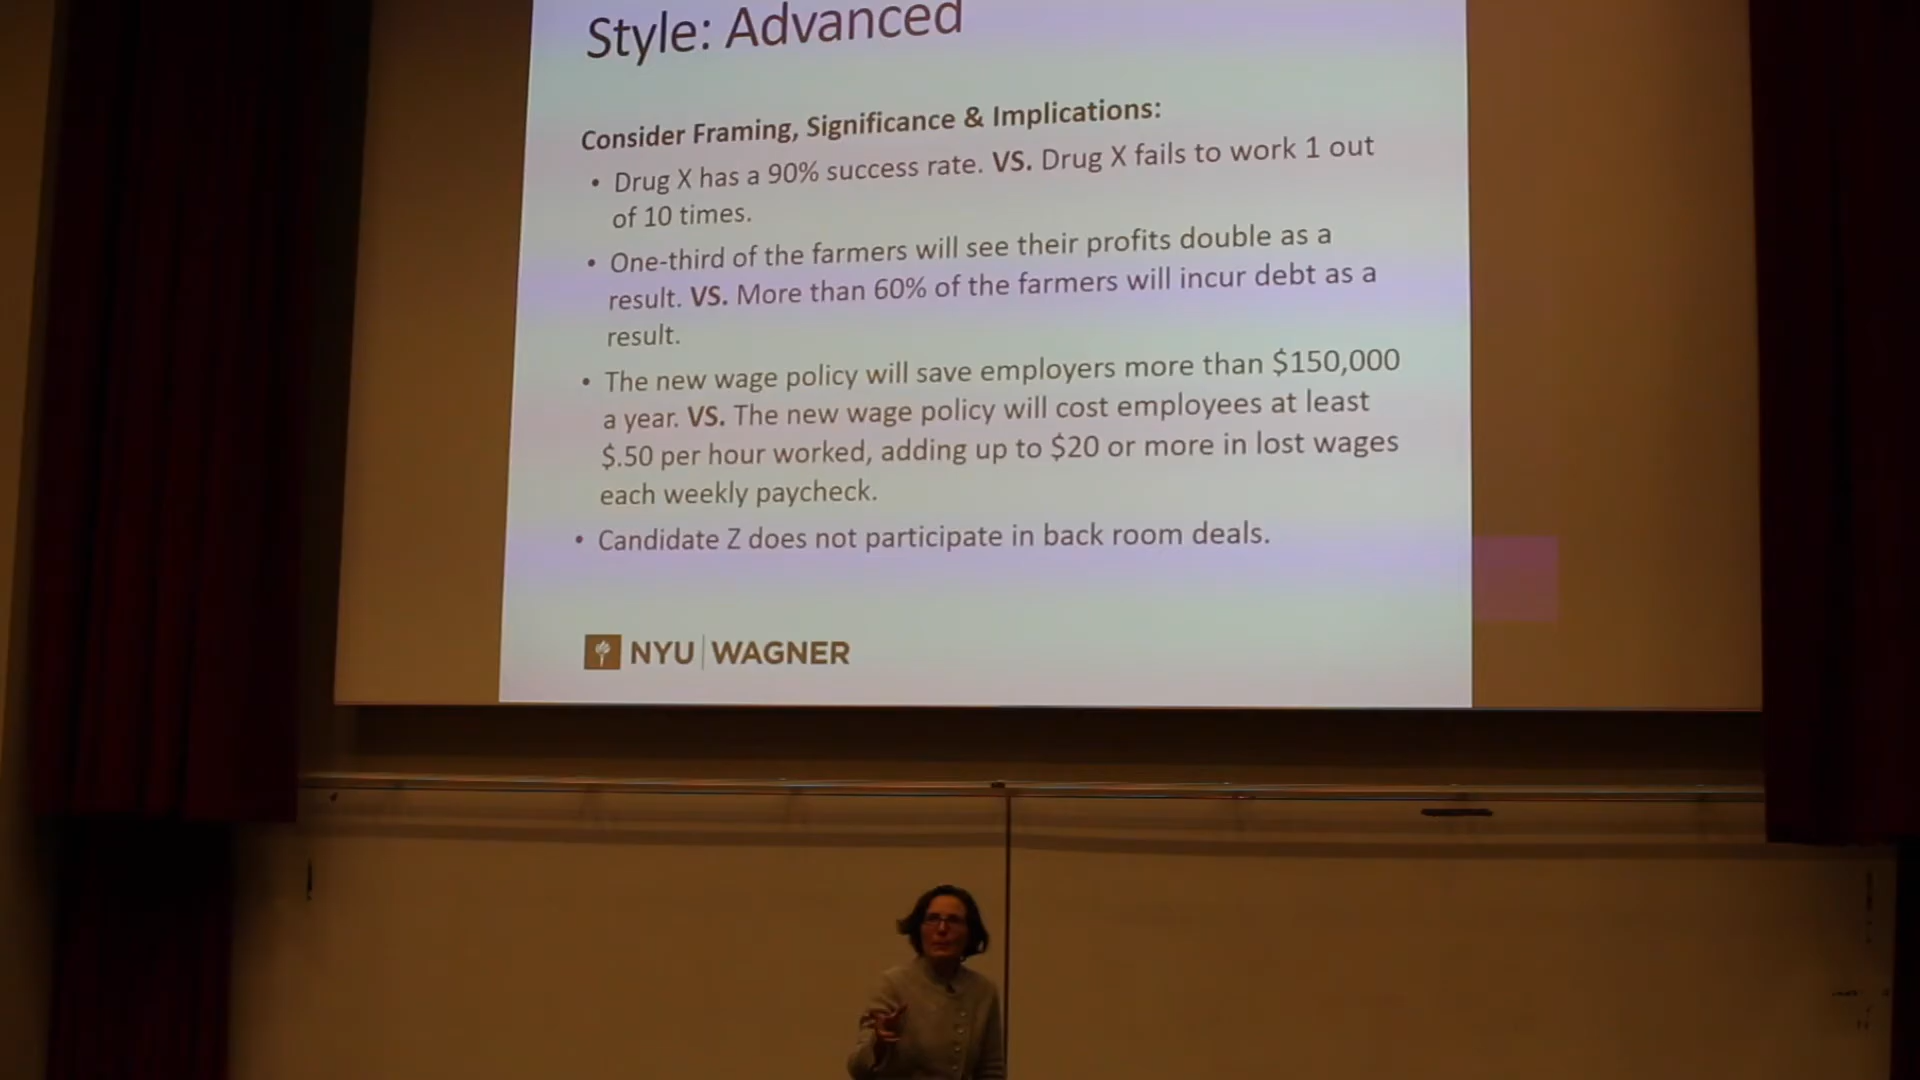 Style: Advanced
Consider Framing, Significance & Implications:
• Drug X has a 90% success rate. VS. Drug X fails to work 1 out
of 10 times.
• One-third of the farmers will see their profits double as a
result. VS. More than 60% of the farmers will incur debt as a
result.
• The new wage policy will save employers more than $150,000
a year. VS. The new wage policy will cost employees at least
$.50 per hour worked, adding up to $20 or more in lost wages
each weekly paycheck.
• Candidate Z does not participate in back room deals.
NYU WAGNER